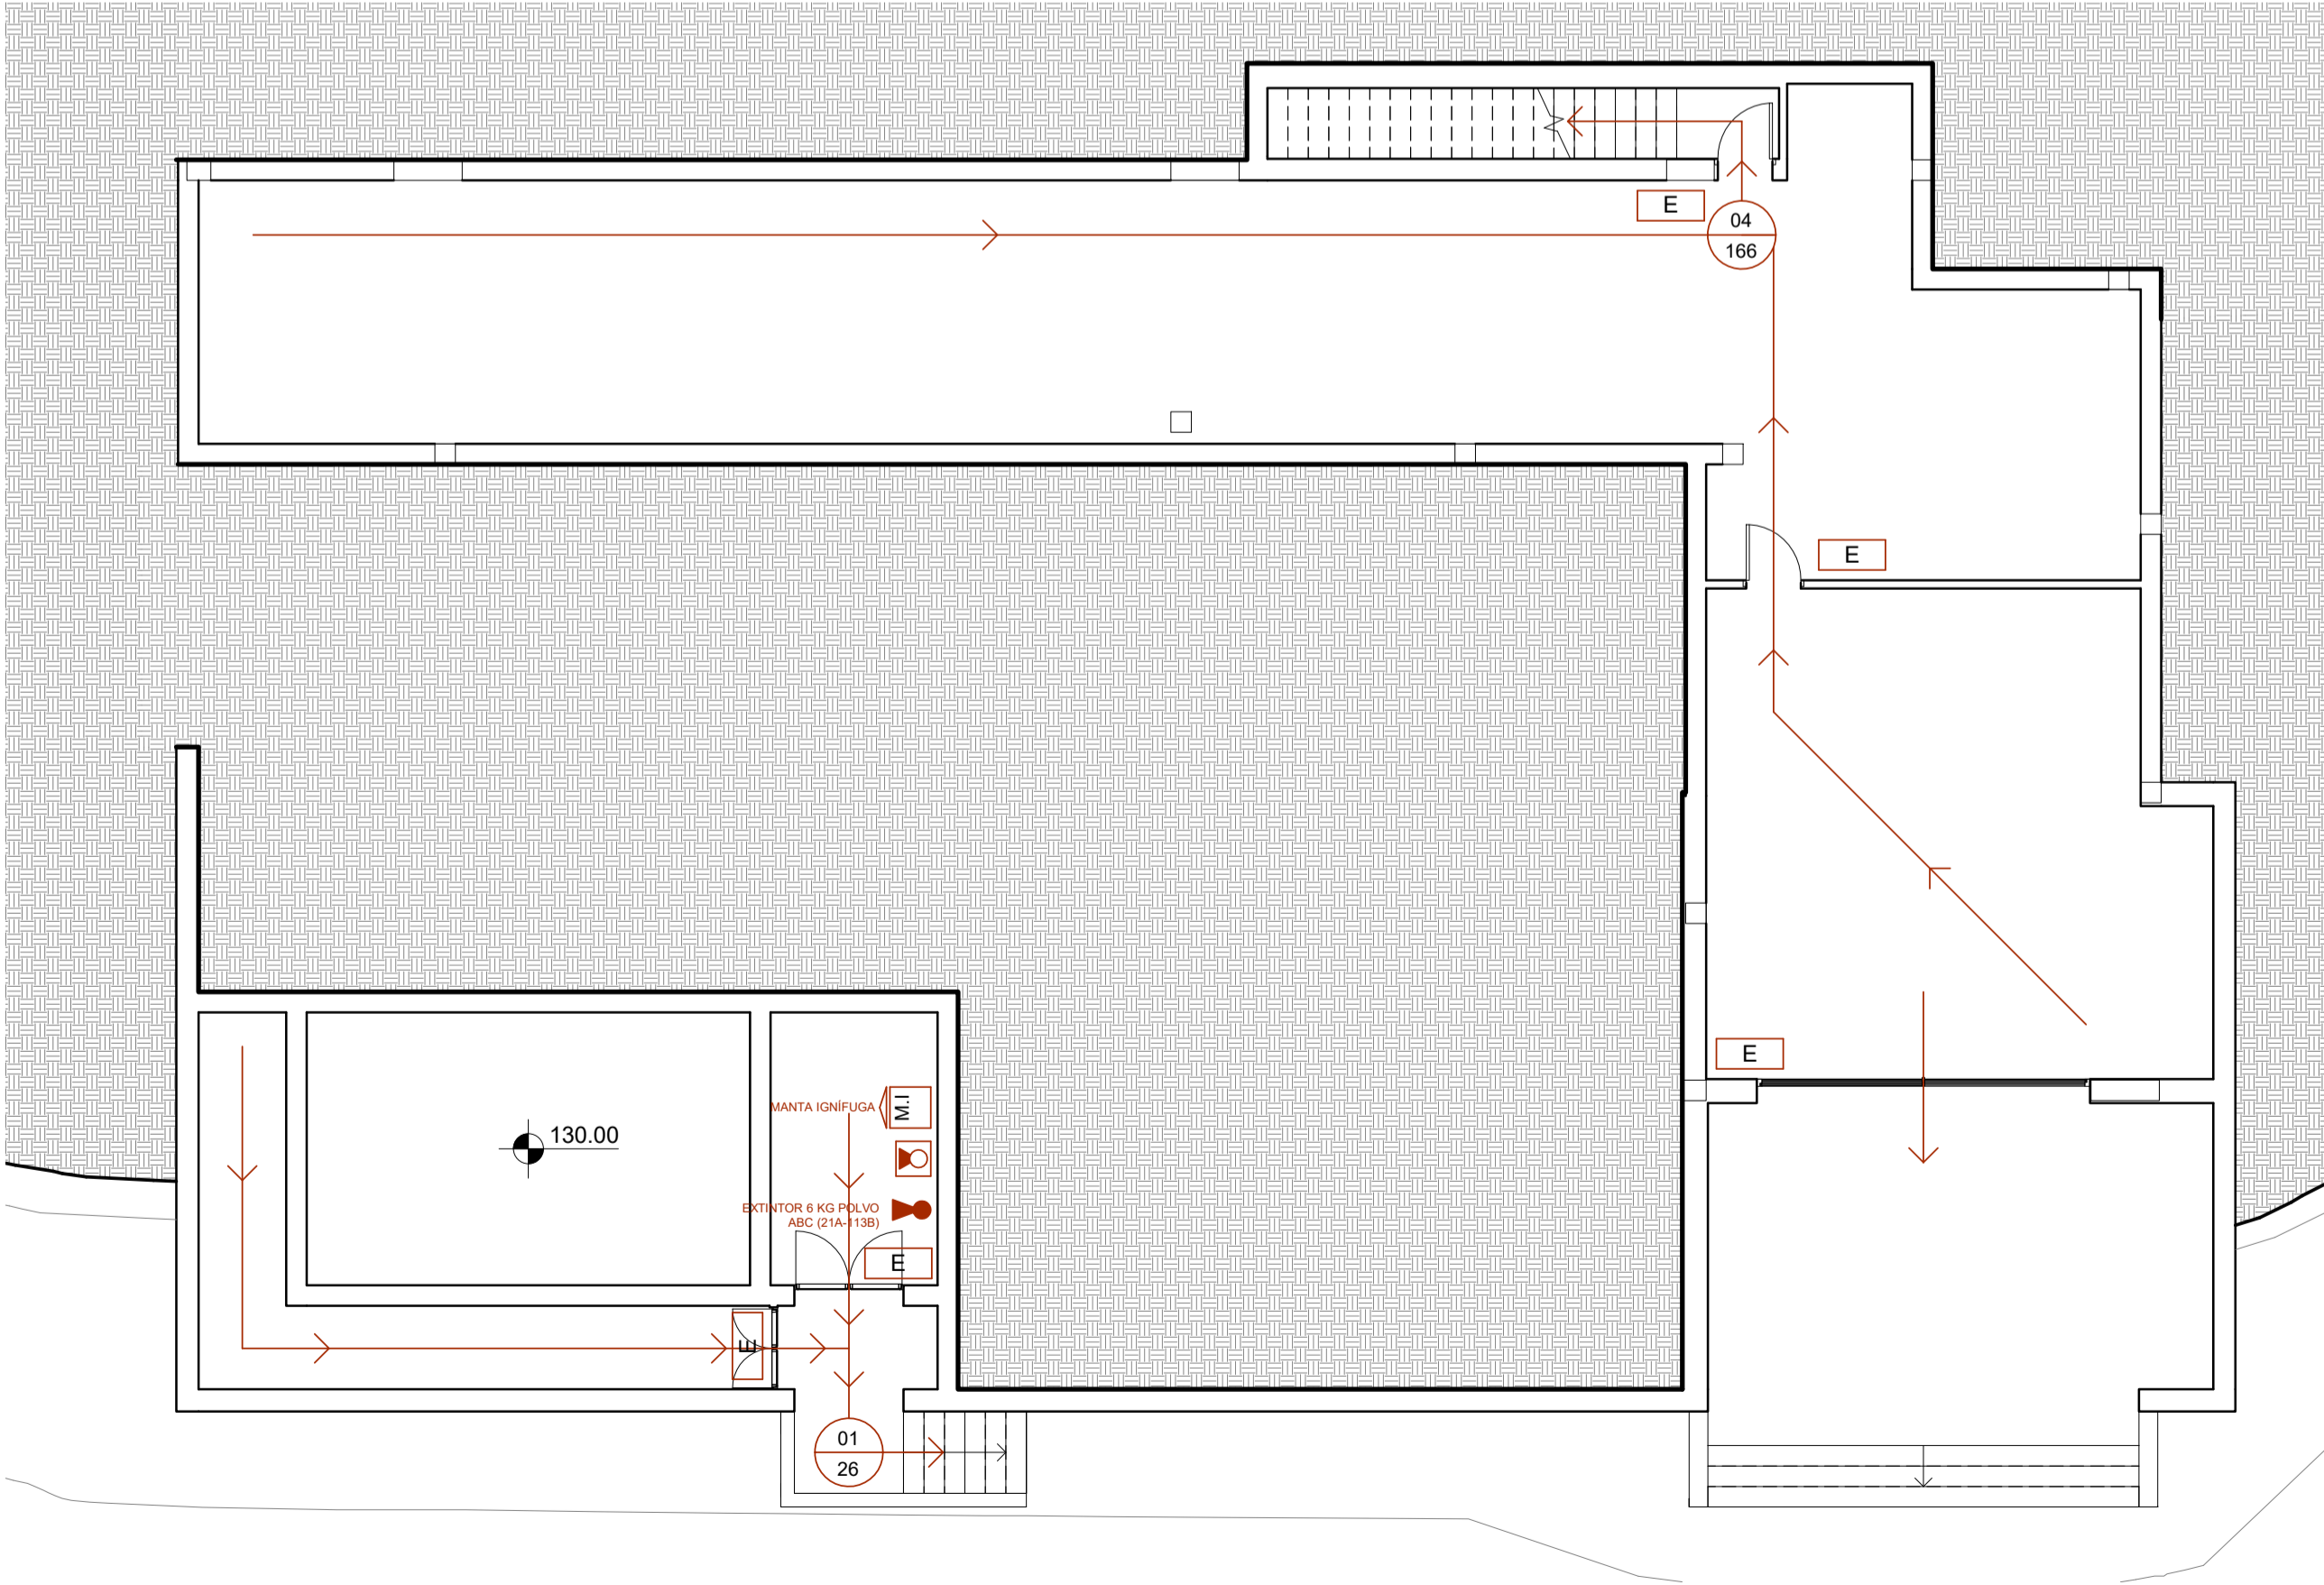 E
04
166
E
E
130.00
MANTA IGNÍFUGA
M.I
EXTINTOR 6 KG POLVO
ABC (21A-113B)
E
E
01
26